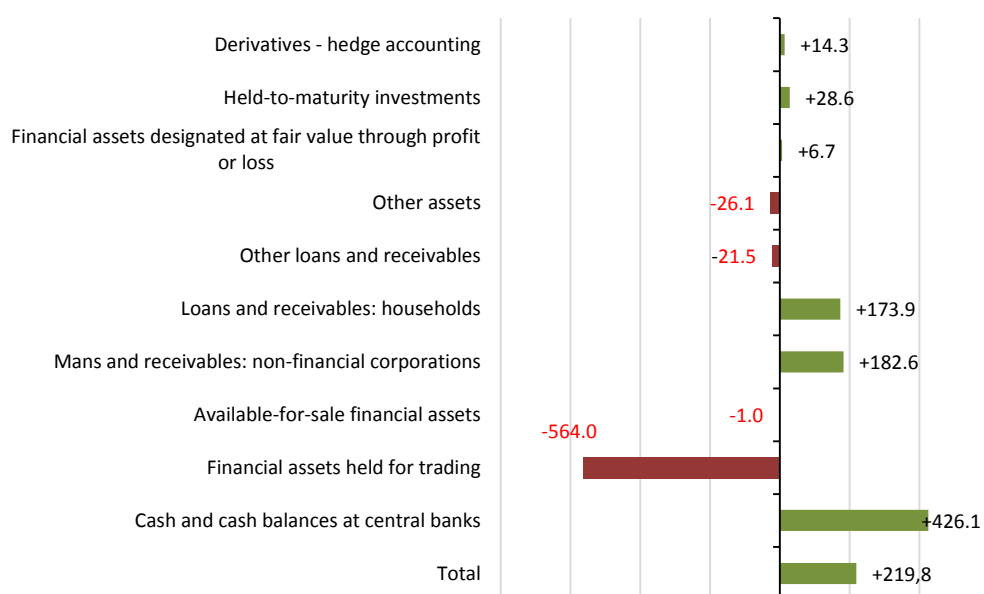 Derivatives - hedge accounting
+14.3
Held-to-maturity investments
+28.6
Financial assets designated at fair value through profit
or loss
+6.7
Other assets
-26.1
Other loans and receivables
-21.5
Loans and receivables: households
+173.9
Mans and receivables: non-financial corporations
+182.6
Available-for-sale financial assets
-1.0
-564.0
Financial assets held for trading
Cash and cash balances at central banks
+426.1
Total
+219,8